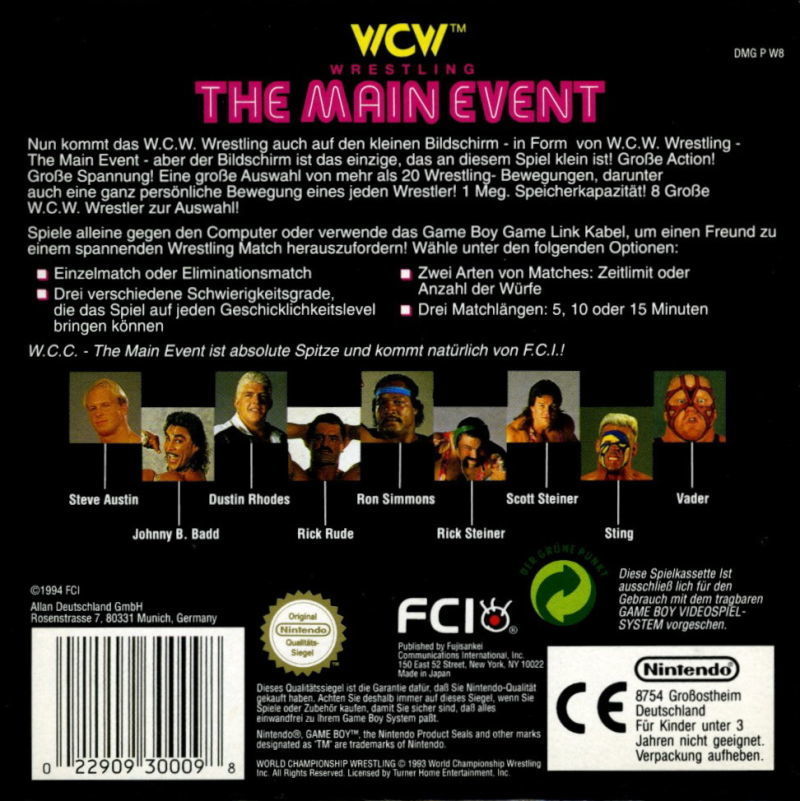 WCW™
DMG P W8
WRESTLING
THE MAIN EVENT
Nun kommt das W.C.W. Wrestling auch auf den kleinen Bildschirm - in Form von W.C.W. Wrestling -
The Main Event - aber der Bildschirm ist das einzige, das an diesem Spiel klein ist! Große Action!
Große Spannung! Eine große Auswahl von mehr als 20 Wrestling- Bewegungen, darunter
auch eine ganz persönliche Bewegung eines jeden Wrestler! 1 Meg. Speicherkapazität! 8 Große
W.C.W. Wrestler zur Auswahl!
Spiele alleine gegen den Computer oder verwende das Game Boy Game Link Kabel, um einen Freund zu
einem spannenden Wrestling Match herauszufordern! Wähle unter den folgenden Optionen:
Einzelmatch oder Eliminationsmatch
Drei verschiedene Schwierigkeitsgrade,
die das Spiel auf jeden Geschicklichkeitslevel
bringen können
Zwei Arten von Matches: Zeitlimit oder
Anzahl der Würfe
Drei Matchlängen: 5, 10 oder 15 Minuten
W.C.C. - The Main Event ist absolute Spitze und kommt natürlich von F.C.I.!
Steve Austin
Dustin Rhodes
Ron Simmons
Scott Steiner
Vader
Johnny B. Badd
Rick Rude
Rick Steiner
Sting
©1994 FCI
Allan Deutschland GmbH
Rosenstrasse 7, 80331 Munich, Germany
0 22909 30009 8
Original
Nintendo
Qualitäts-
Siegel
™
FCI®
Published by Fujisankei
Communications International, Inc.
150 East 52 Street, New York, NY 10022
Made in Japan
DER GRÜNE PUNKT
Diese Spielkassette Ist
ausschließ lich für den
Gebrauch mit dem tragbaren
GAME BOY VIDEOSPIEL-
SYSTEM vorgeschen.
Dieses Qualitätssiegel ist die Garantie dafür, daß Sie Nintendo-Qualität
gekauft haben. Achten Sie deshalb immer auf dieses Siegel, wenn Sie
Spiele oder Zubehör kaufen, damit Sie sicher sind, daß alles
einwandfrei zu Ihrem Game Boy System paßt.
Nintendo®, GAME BOY™, the Nintendo Product Seals and other marks
designated as "TM" are trademarks of Nintendo.
WORLD CHAMPIONSHIP WRESTLING © 1993 World Championship Wrestling
Inc. All Rights Reserved. Licensed by Turner Home Entertainment, Inc.
CE
Nintendo®
8754 Großostheim
Deutschland
Für Kinder unter 3
Jahren nicht geeignet.
Verpackung aufheben.